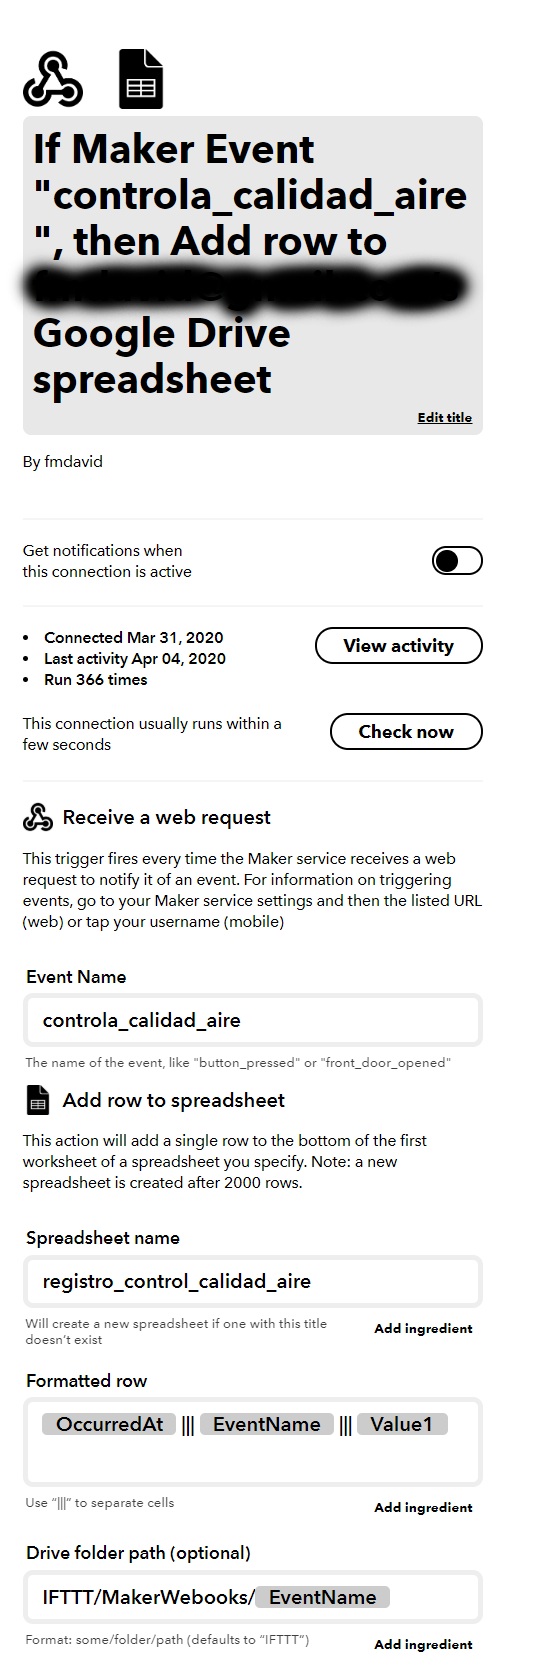 If Maker Event
"controla_calidad_aire
", then Add row to
Google Drive
spreadsheet
Edit title
By fmdavid
Get notifications when
this connection is active
• Connected Mar 31, 2020
• Last activity Apr 04, 2020
• Run 366 times
View activity
This connection usually runs within a
few seconds
Check now
Receive a web request
This trigger fires every time the Maker service receives a web
request to notify it of an event. For information on triggering
events, go to your Maker service settings and then the listed URL
(web) or tap your username (mobile)
Event Name
controla_calidad_aire
The name of the event, like "button_pressed" or "front_door_opened"
Add row to spreadsheet
This action will add a single row to the bottom of the first
worksheet of a spreadsheet you specify. Note: a new
spreadsheet is created after 2000 rows.
Spreadsheet name
registro_control_calidad_aire
Will create a new spreadsheet if one with this title
doesn't exist
Add ingredient
Formatted row
OccurredAt ||| EventName ||| Value1
Use "|||" to separate cells
Add ingredient
Drive folder path (optional)
IFTTT/MakerWebooks/ EventName
Format: some/folder/path (defaults to "IFTTT")
Add ingredient